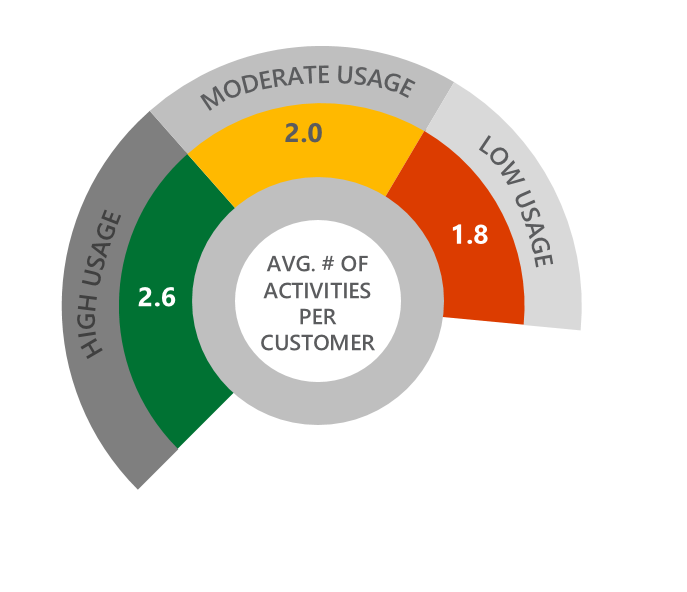 MODERATE USAGE
2.0
LOW USAGE
1.8
HIGH USAGE
2.6
AVG. # OF
ACTIVITIES
PER
CUSTOMER